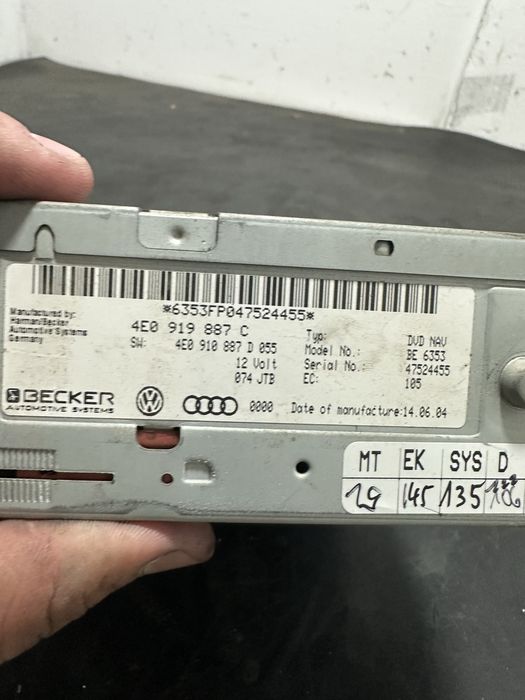 *6353FP047524455*
Manufactured by:
Harman/Becker
Automotive Systems
Germany
4E0 919 887 C
SW: 4E0 910 887 D 055
12 Volt
074 JTB
Typ: DVD NAV
Model No.: BE 6353
Serial No.: 47524455
EC: 105
BECKER
AUTOMOTIVE SYSTEMS
0000 Date of manufacture:14.06.04
MT EK SYS D
29 145 135